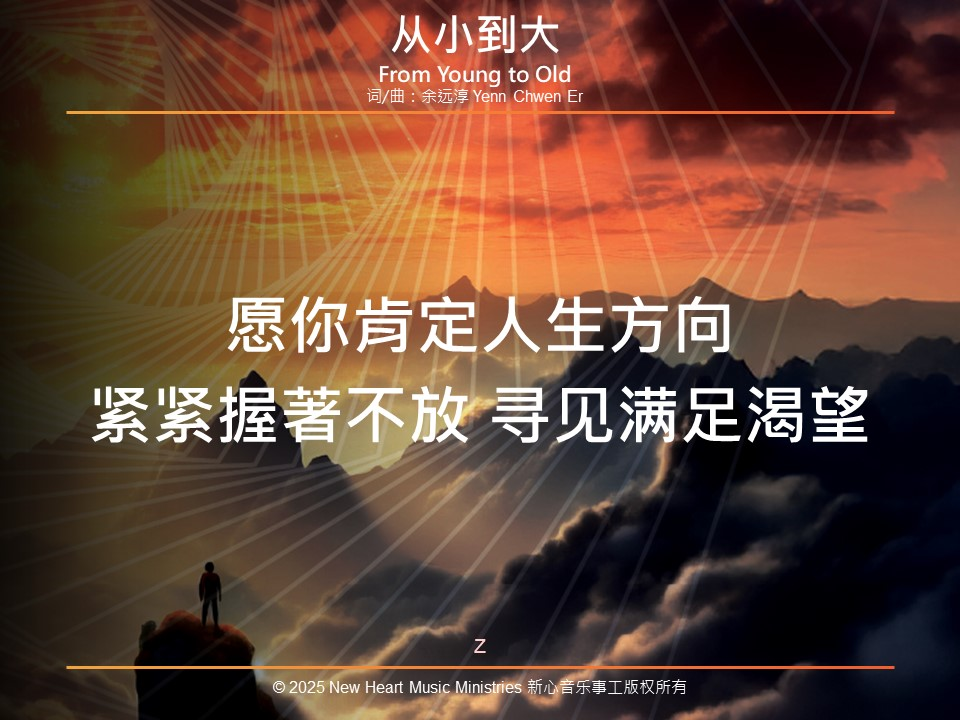 从小到大
From Young to Old
词/曲：余远淳 Yenn Chwen Er
愿你肯定人生方向
紧紧握著不放 寻见满足渴望
Z
© 2025 New Heart Music Ministries 新心音乐事工版权所有